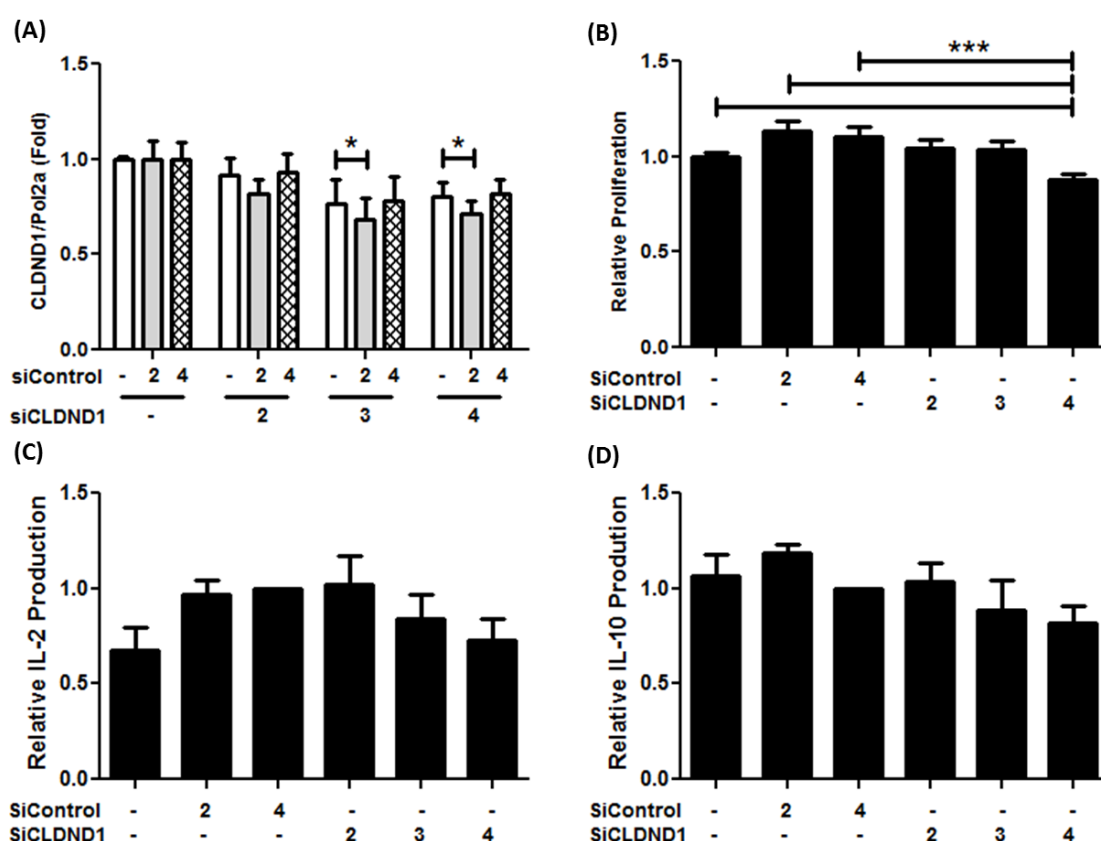 (A)
CLDND1/Pol2a (Fold)
1.5
1.0
0.5
0.0
* *
siControl - 2 4 - 2 4 - 2 4 - 2 4
siCLDND1 - 2 3 4
(B)
Relative Proliferation
1.5
1.0
0.5
0.0
***
SiControl - 2 4 - - -
SiCLDND1 - - - 2 3 4
(C)
Relative IL-2 Production
1.5
1.0
0.5
0.0
SiControl - 2 4 - - -
SiCLDND1 - - - 2 3 4
(D)
Relative IL-10 Prodution
1.5
1.0
0.5
0.0
SiControl - 2 4 - - -
SiCLDND1 - - - 2 3 4